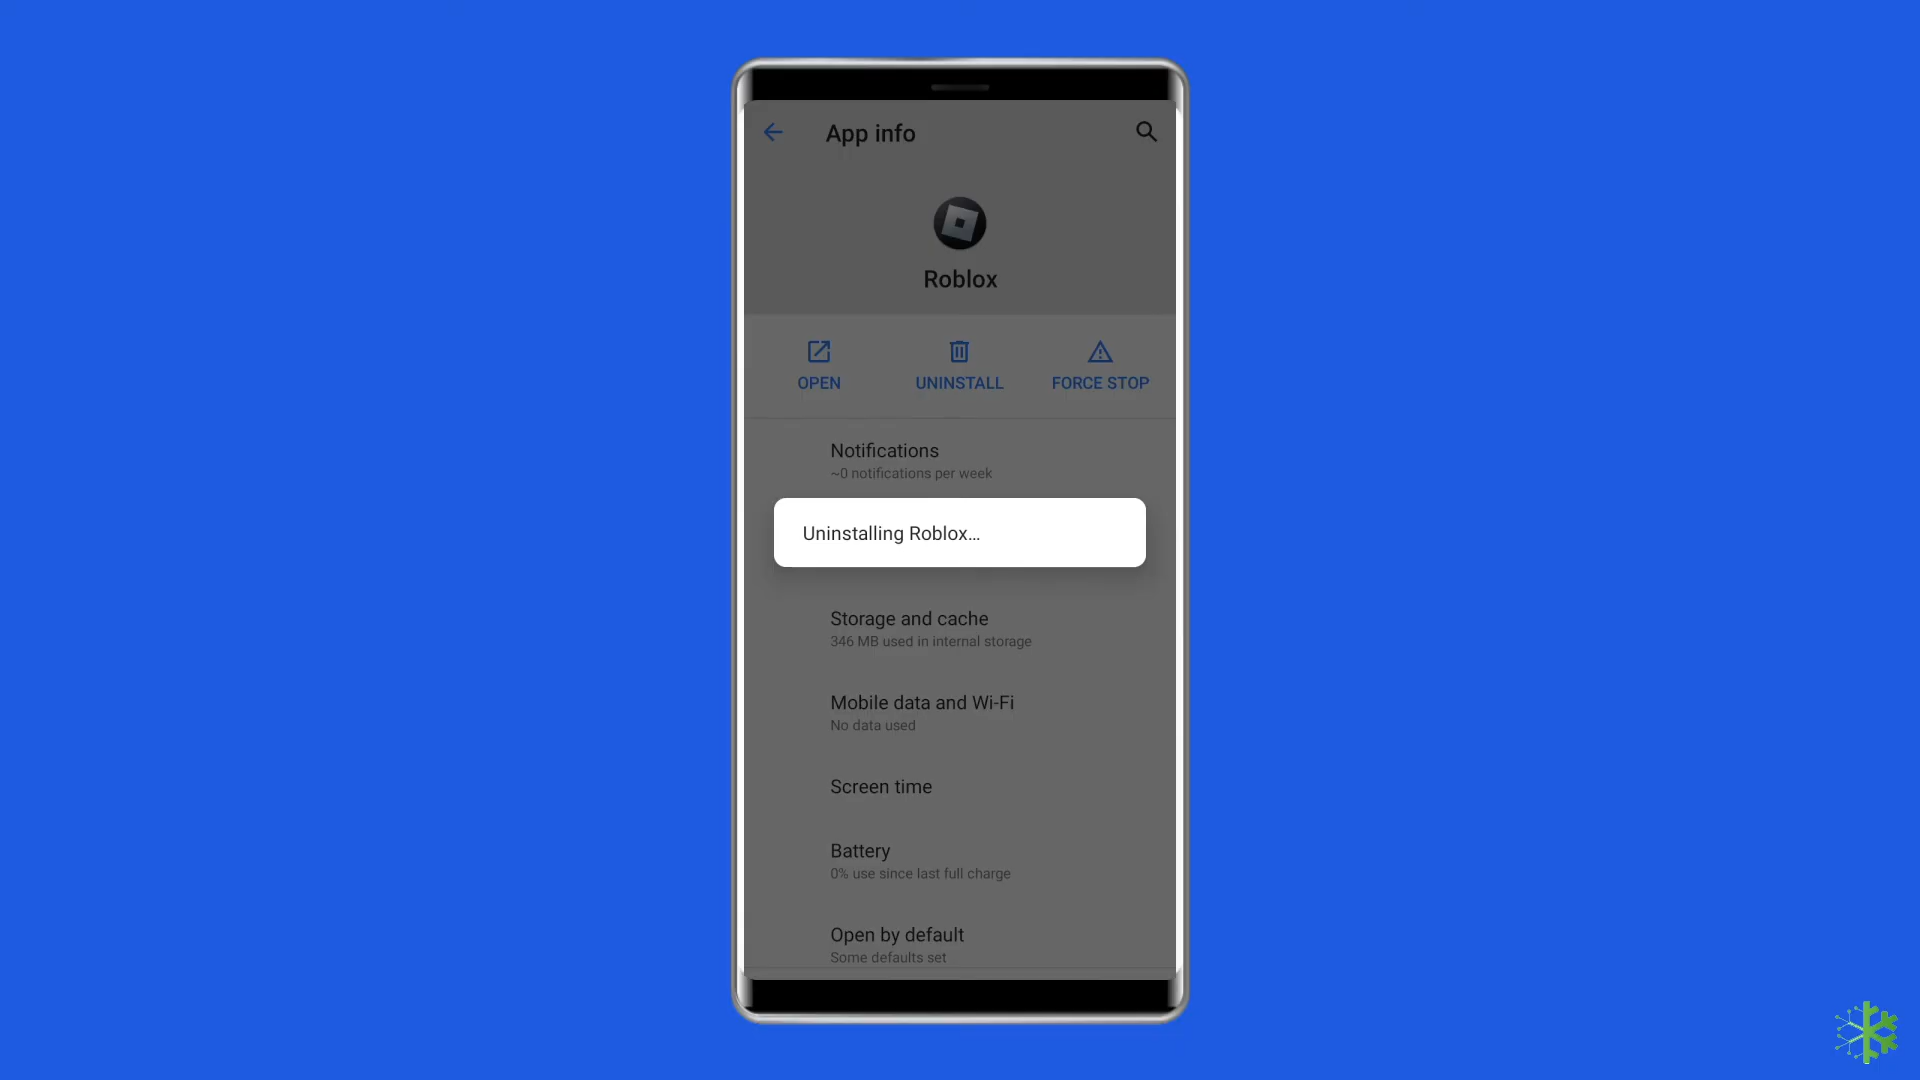 App info
Roblox
OPEN
UNINSTALL
FORCE STOP
Notifications
~0 notifications per week
Uninstalling Roblox...
Storage and cache
346 MB used in internal storage
Mobile data and Wi-Fi
No data used
Screen time
Battery
0% use since last full charge
Open by default
Some defaults set